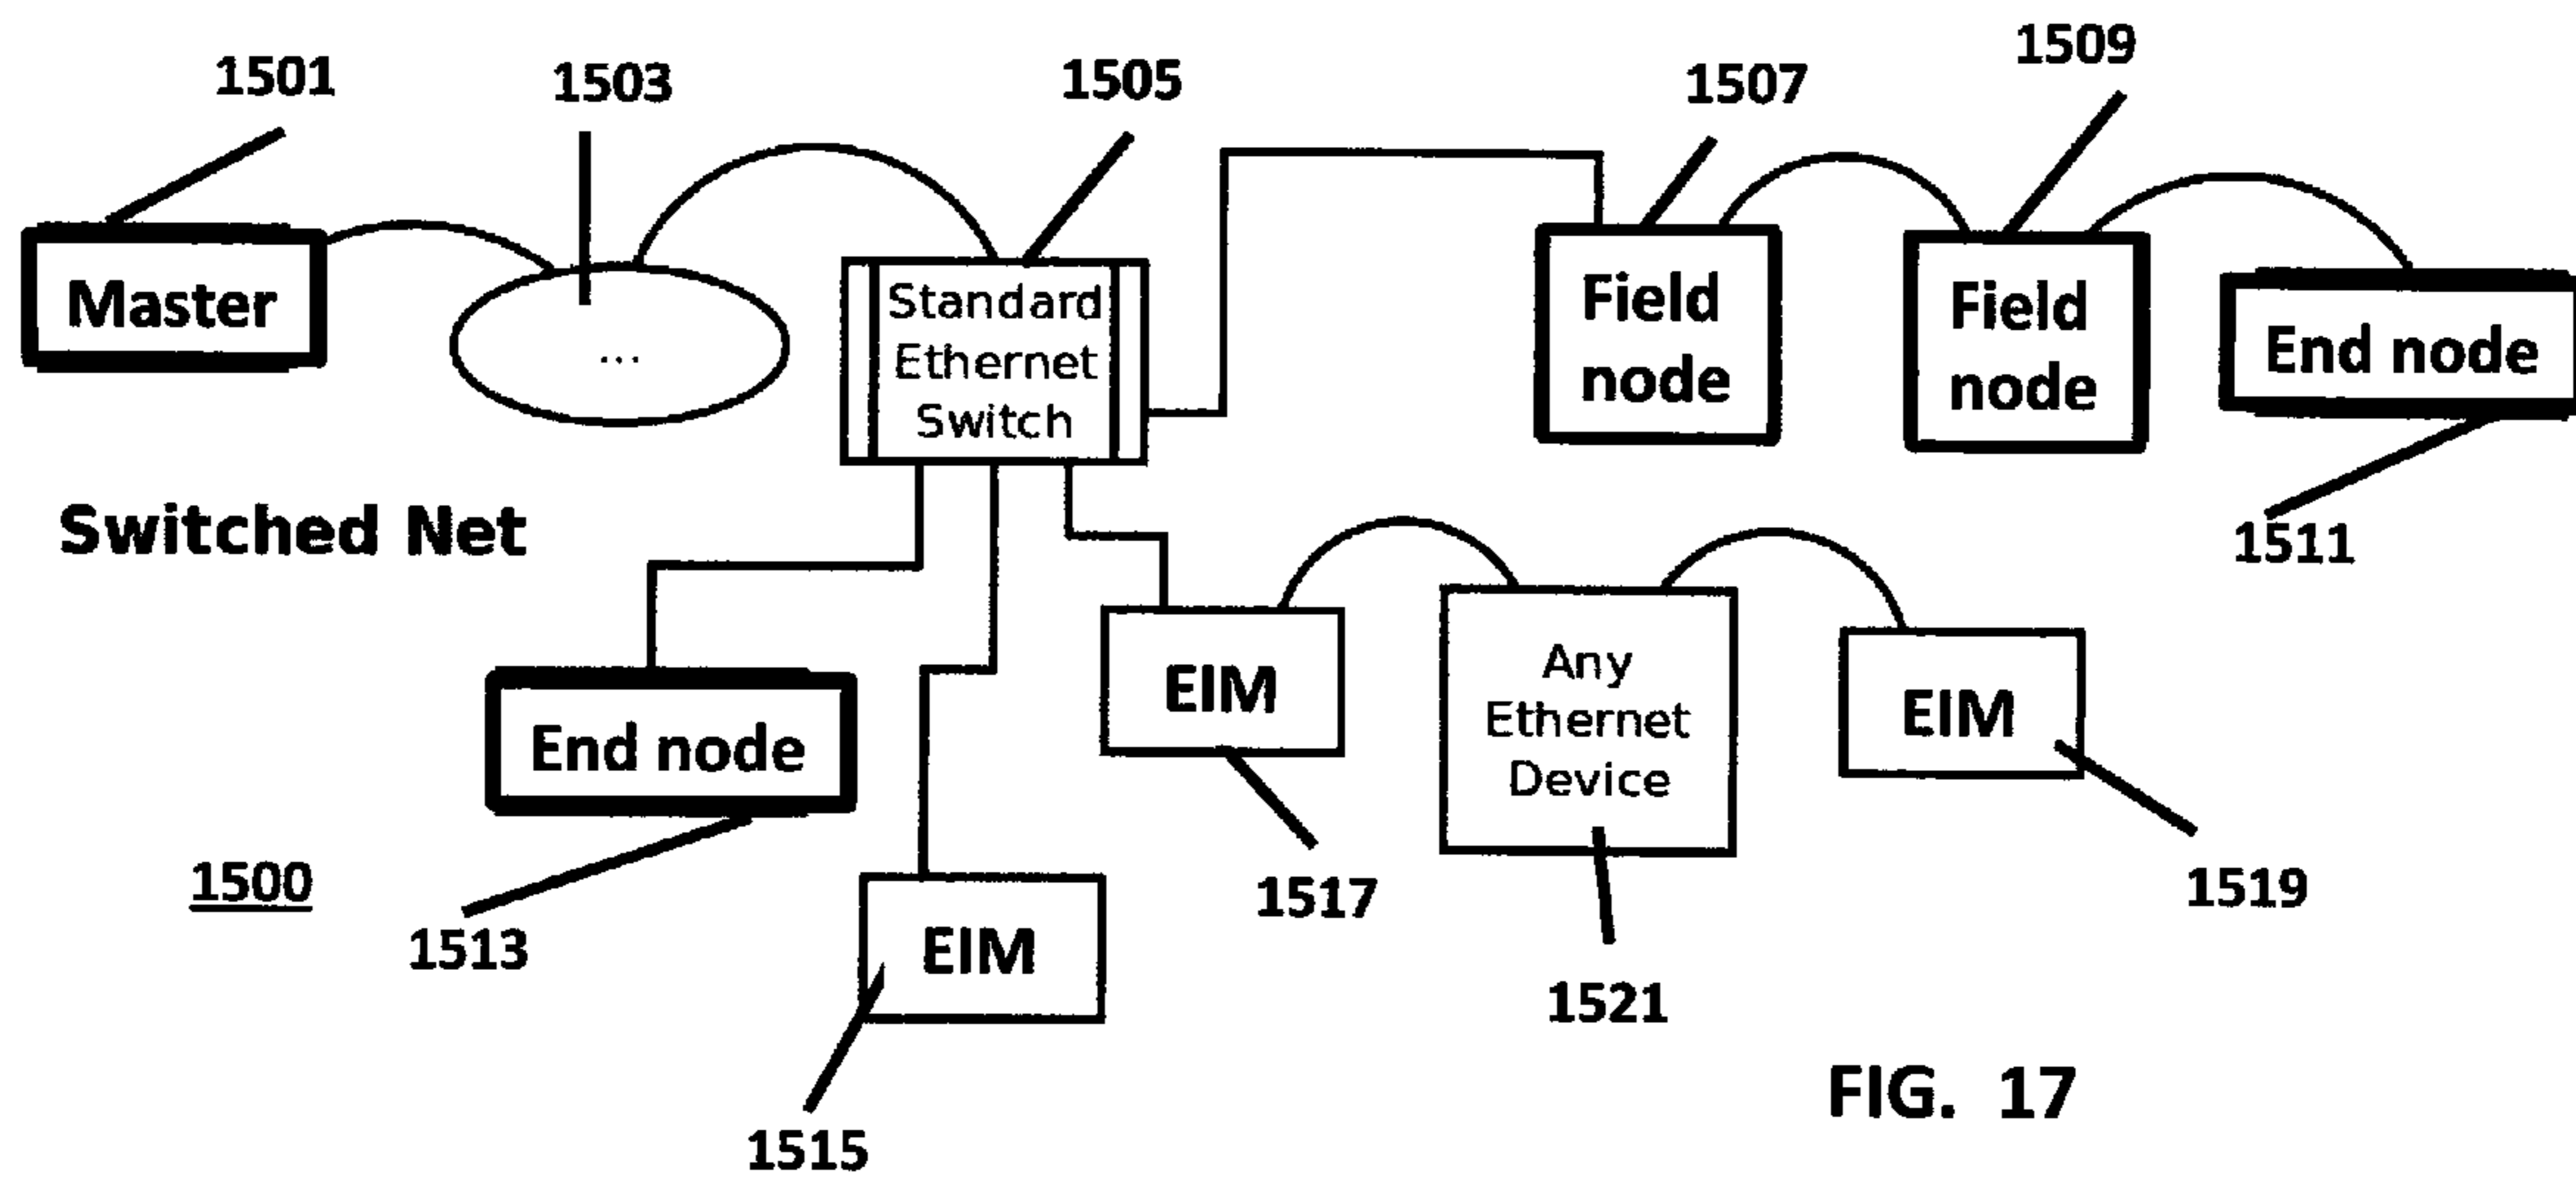 1501
1503
1505
1507
1509
Master
...
Standard
Ethernet
Switch
Field
node
Field
node
End node
1511
Switched Net
End node
1513
1500
EIM
1515
EIM
1517
Any
Ethernet
Device
1521
EIM
1519
FIG. 17